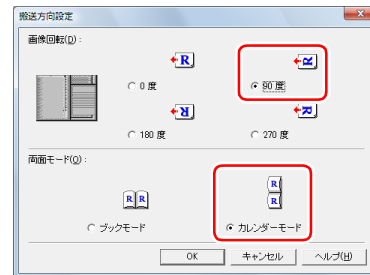 搬送方向設定
画像回転(D):
R
R
0 度
90 度
R
R
180 度
270 度
両面モード(O):
R R
R
R
ブックモード
カレンダーモード
OK
キャンセル
ヘルプ(H)